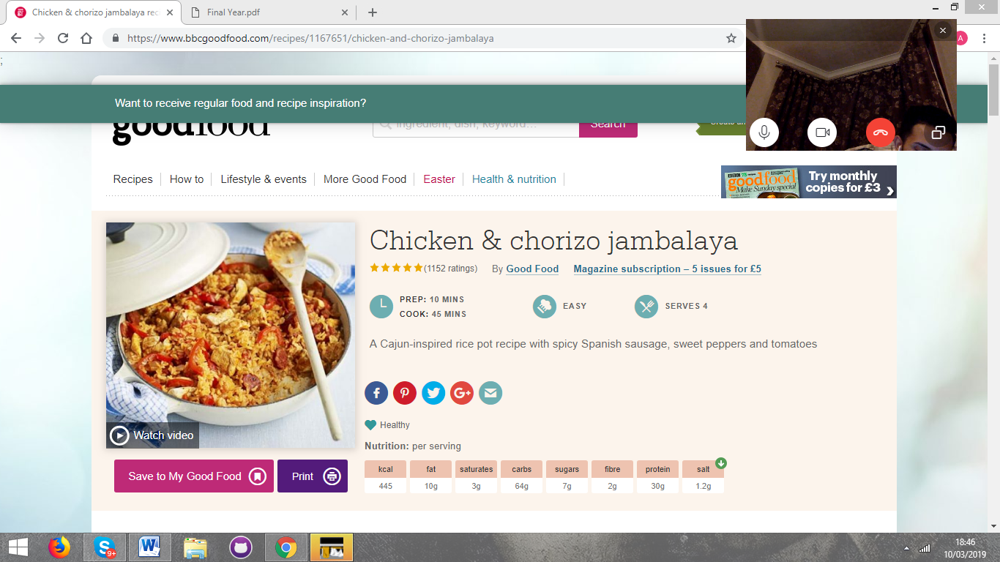 Chicken & chorizo jambalaya rec
Final Year.pdf
https://www.bbcgoodfood.com/recipes/1167651/chicken-and-chorizo-jambalaya
A
;
Want to receive regular food and recipe inspiration?
goodfood
ingredient, dish, keyword...
Search
Create an
Recipes
How to
Lifestyle & events
More Good Food
Easter
Health & nutrition
BBC
goodfood
Make Sunday special
Try monthly
copies for £3
Chicken & chorizo jambalaya
(1152 ratings)
By Good Food
Magazine subscription – 5 issues for £5
PREP: 10 MINS
COOK: 45 MINS
EASY
SERVES 4
A Cajun-inspired rice pot recipe with spicy Spanish sausage, sweet peppers and tomatoes
Watch video
Healthy
Nutrition: per serving
Save to My Good Food
Print
kcal fat saturates carbs sugars fibre protein salt
445 10g 3g 64g 7g 2g 30g 1.2g
9+
18:46
10/03/2019